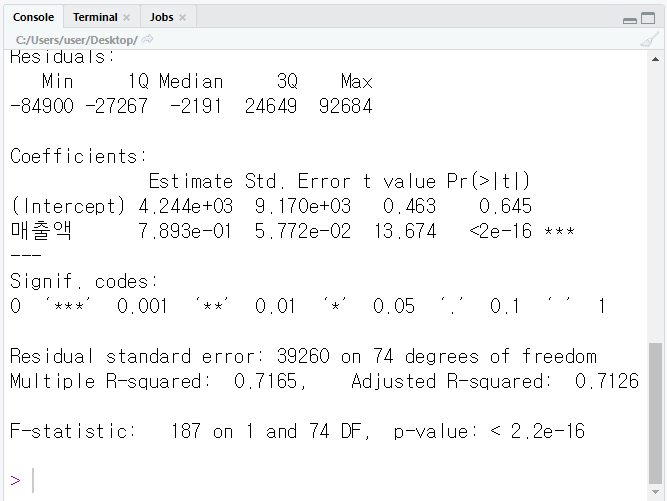 Console Terminal × Jobs ×
C:/Users/user/Desktop/
Residuals:
Min 1Q Median 3Q Max
-84900 -27267 -2191 24649 92684
Coefficients:
Estimate Std. Error t value Pr(>|t|)
(Intercept) 4.244e+03 9.170e+03 0.463 0.645
매출액 7.893e-01 5.772e-02 13.674 <2e-16 ***
---
Signif. codes:
0 ‘***’ 0.001 ‘**’ 0.01 ‘*’ 0.05 ‘.’ 0.1 ‘ ’ 1
Residual standard error: 39260 on 74 degrees of freedom
Multiple R-squared: 0.7165, Adjusted R-squared: 0.7126
F-statistic: 187 on 1 and 74 DF, p-value: < 2.2e-16
>